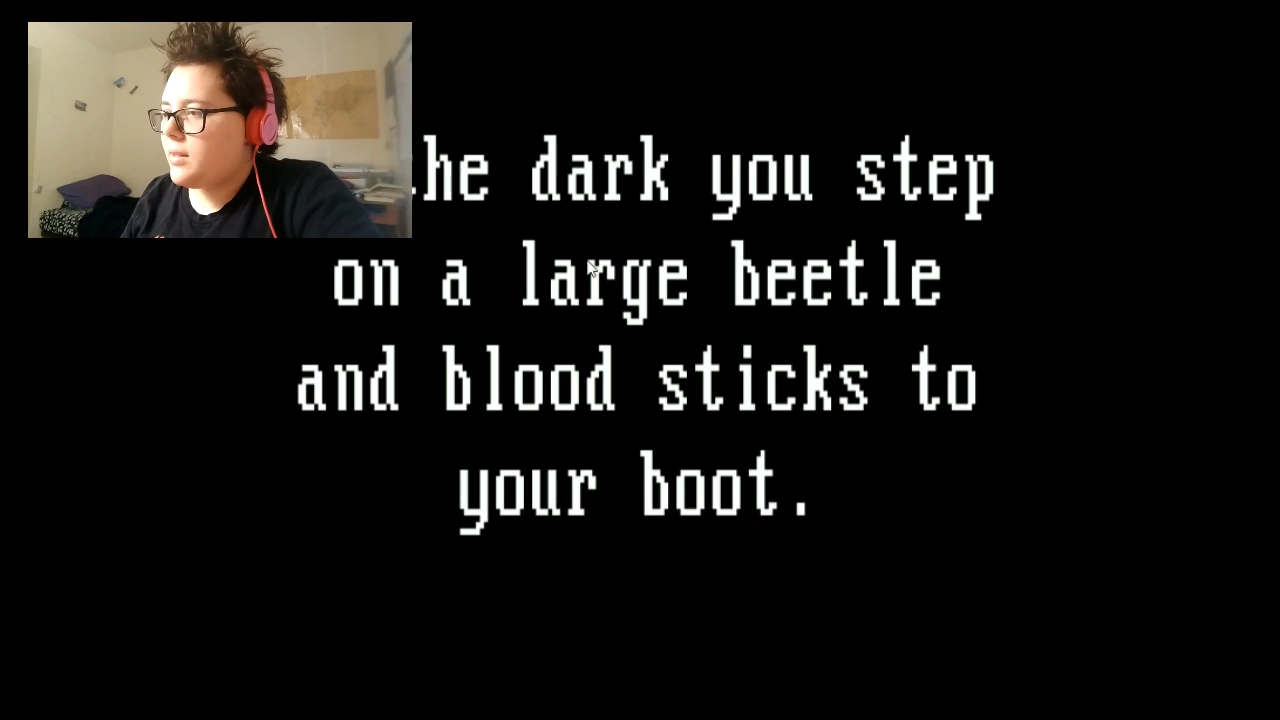 he dark you step
on a large beetle
and blood sticks to
your boot.